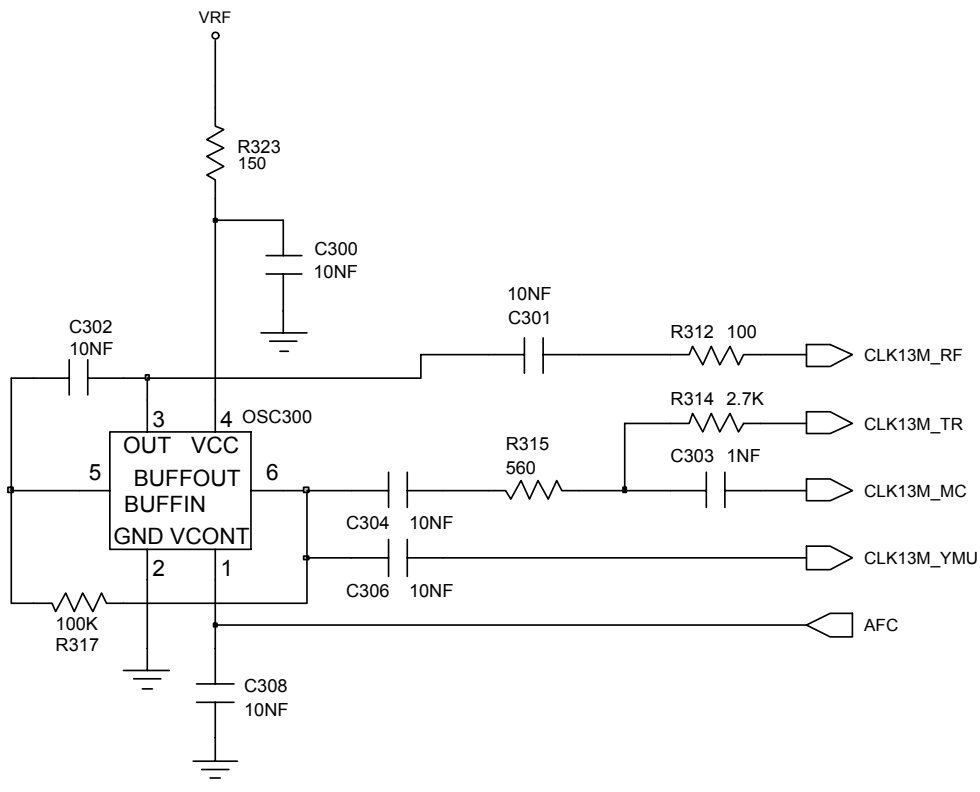 VRF
R323
150
C300
10NF
10NF
C301
C302
10NF
R312 100
CLK13M_RF
3
4
OSC300
R314 2.7K
CLK13M_TR
OUT VCC
R315
560
C303 1NF
5
BUFFOUT
6
BUFFIN
CLK13M_MC
C304 10NF
GND VCONT
2
1
CLK13M_YMU
C306 10NF
100K
R317
AFC
C308
10NF